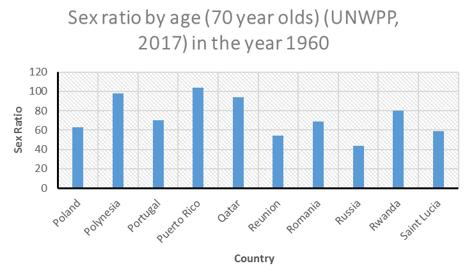 Sex ratio by age (70 year olds) (UNWPP,
2017) in the year 1960
120
100
80
60
40
20
0
Sex Ratio
Poland
Polynesia
Portugal
Puerto Rico
Qatar
Reunion
Romania
Russia
Rwanda
Saint Lucia
Country